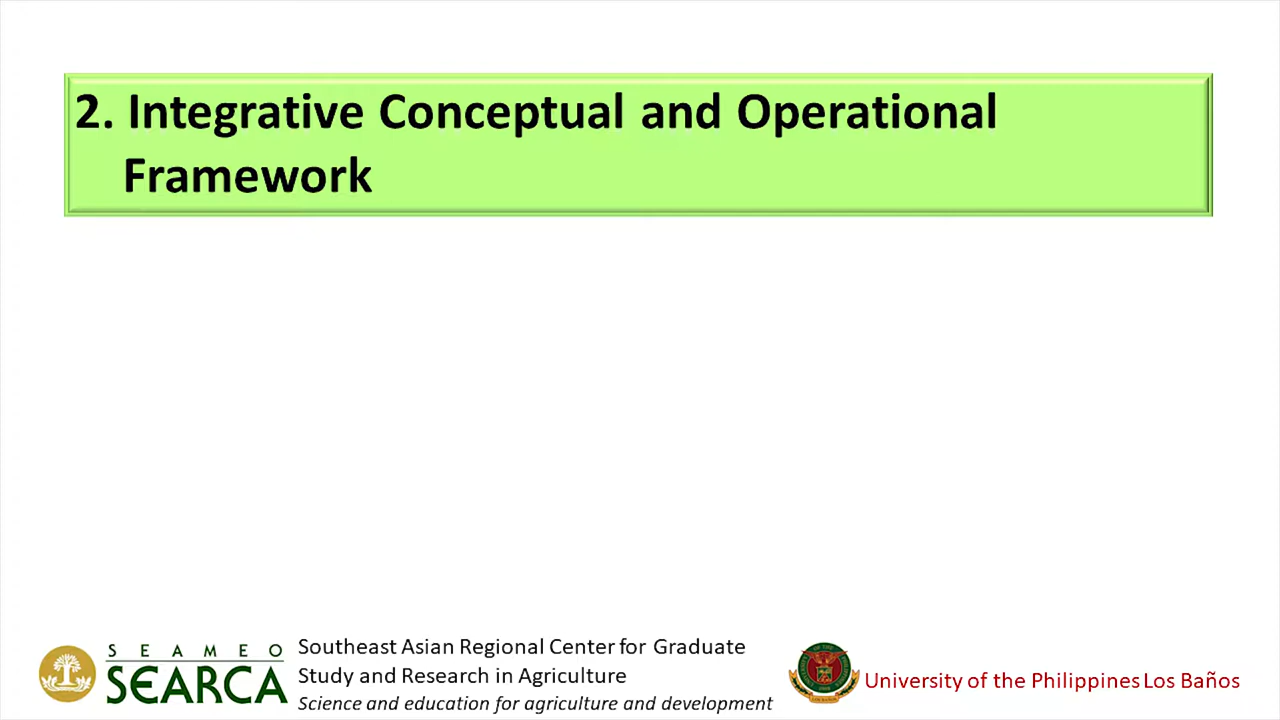 2. Integrative Conceptual and Operational
Framework
SEAMEO
SEARCA
Southeast Asian Regional Center for Graduate
Study and Research in Agriculture
Science and education for agriculture and development
University of the Philippines Los Baños